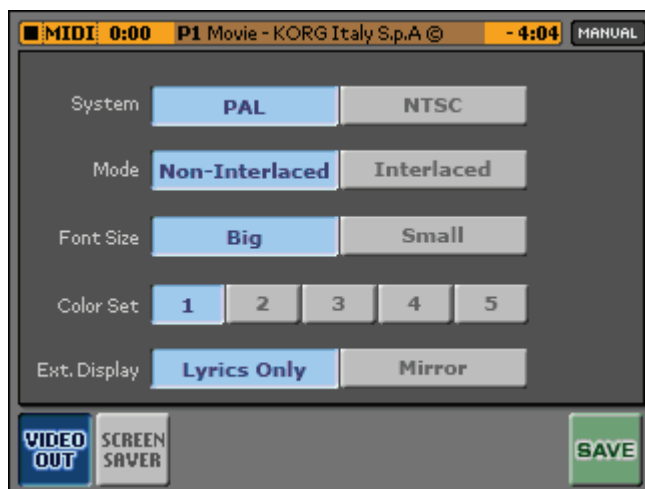 MIDI 0:00 P1 Movie - KORG Italy S.p.A © - 4:04 MANUAL
System PAL NTSC
Mode Non-Interlaced Interlaced
Font Size Big Small
Color Set 1 2 3 4 5
Ext. Display Lyrics Only Mirror
VIDEO OUT SCREEN SAVER SAVE